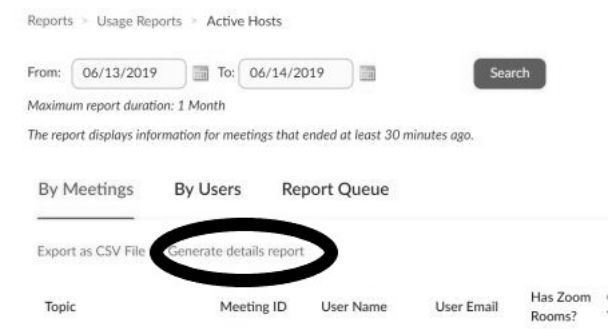 Reports > Usage Reports > Active Hosts
From: 06/13/2019 To: 06/14/2019 Search
Maximum report duration: 1 Month
The report displays information for meetings that ended at least 30 minutes ago.
By Meetings By Users Report Queue
Export as CSV File Generate details report
Topic Meeting ID User Name User Email Has Zoom Rooms?